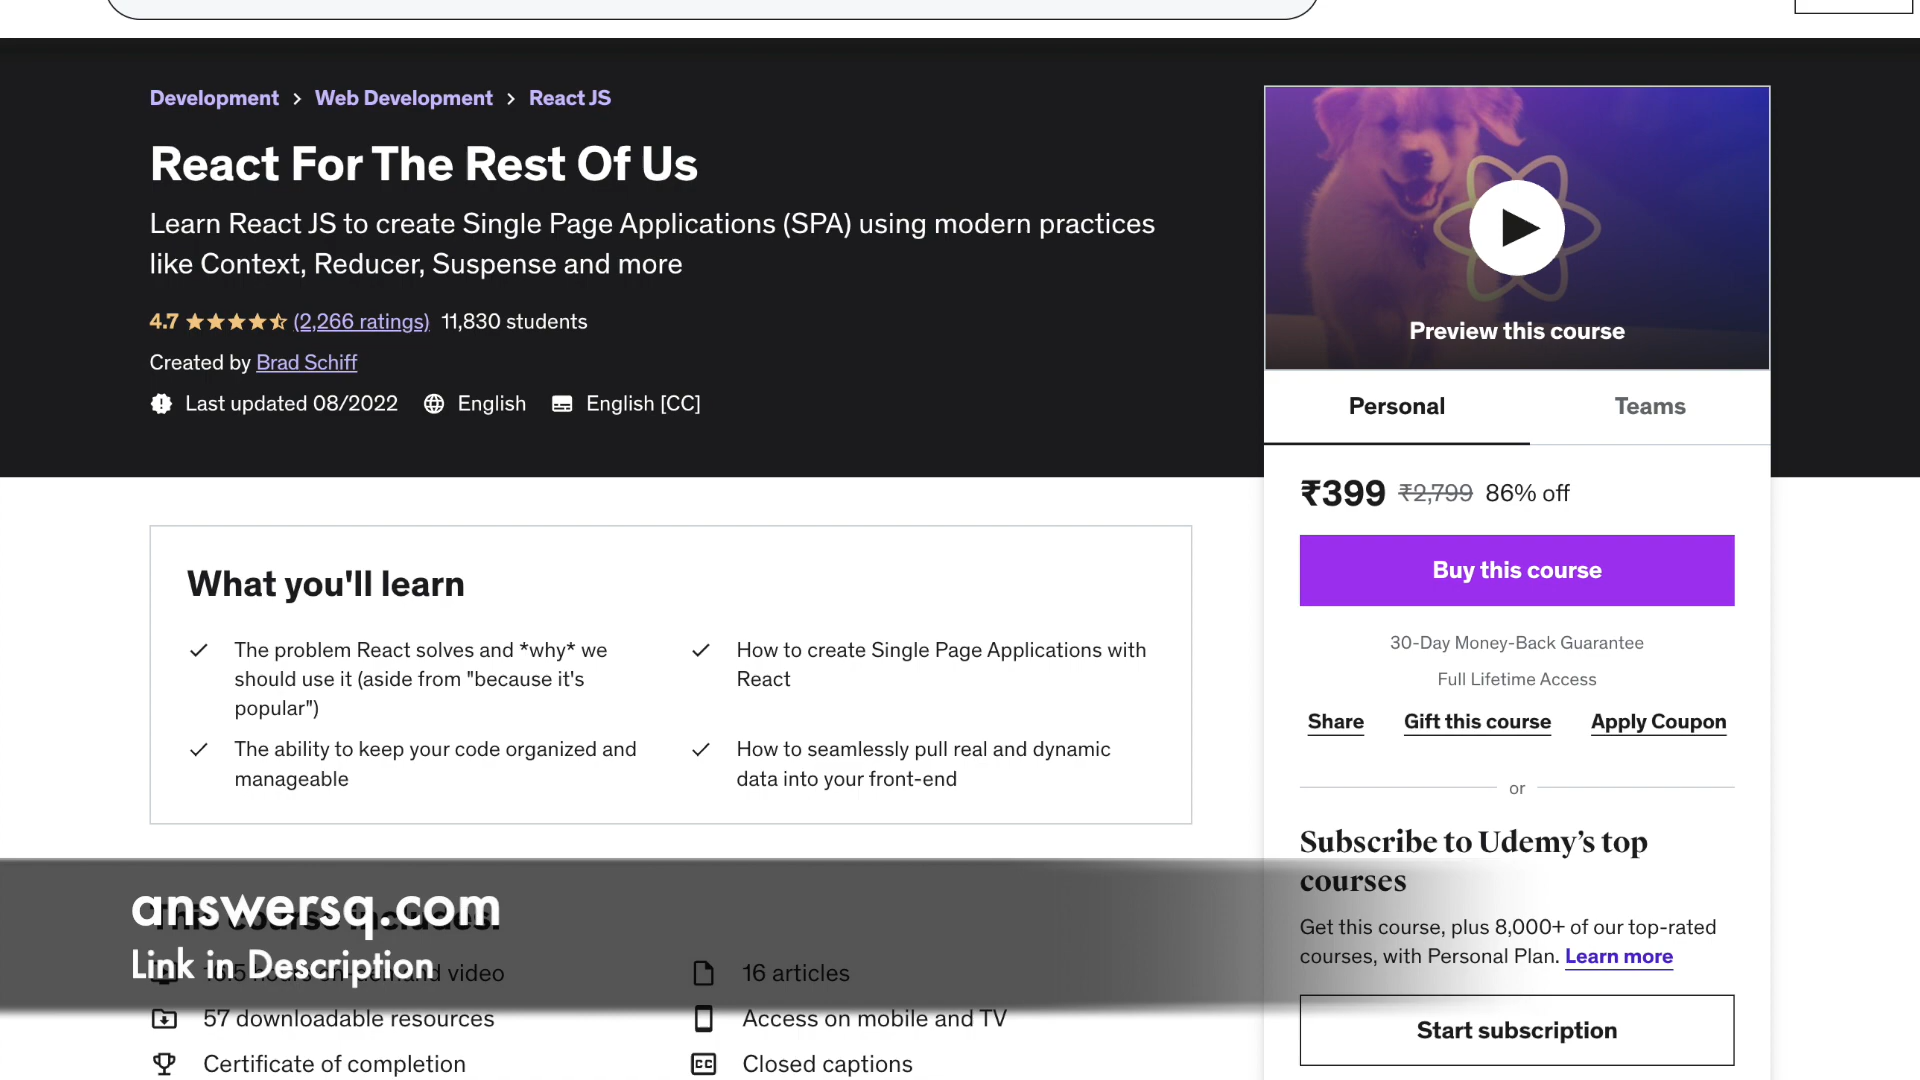 Development > Web Development > React JS
React For The Rest Of Us
Learn React JS to create Single Page Applications (SPA) using modern practices
like Context, Reducer, Suspense and more
4.7 (2,266 ratings) 11,830 students
Created by Brad Schiff
Last updated 08/2022 English English [CC]
Preview this course
Personal Teams
₹399 ₹2,799 86% off
Buy this course
30-Day Money-Back Guarantee
Full Lifetime Access
Share Gift this course Apply Coupon
or
Subscribe to Udemy's top
courses
Get this course, plus 8,000+ of our top-rated
courses, with Personal Plan. Learn more
Start subscription
What you'll learn
The problem React solves and *why* we
should use it (aside from "because it's
popular")
How to create Single Page Applications with
React
The ability to keep your code organized and
manageable
How to seamlessly pull real and dynamic
data into your front-end
answersq.com
Link in Description
This course includes:
video
16 articles
57 downloadable resources
Access on mobile and TV
Certificate of completion
Closed captions